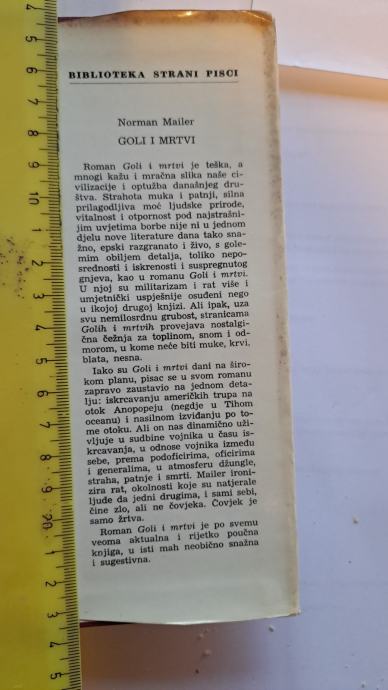 BIBLIOTEKA STRANI PISCI
Norman Mailer
GOLI I MRTVI
Roman Goli i mrtvi je teška, a
mnogi kažu i mračna slika naše ci-
vilizacije i optužba današnjeg dru-
štva. Strahota muka i patnji, silna
prilagodljiva moć ljudske prirode,
vitalnost i otpornost pod najstrašni-
jim uvjetima borbe nije ni u jednom
djelu nove literature dana tako sna-
žno, epski razgranato i živo, s gole-
mim obiljem detalja, toliko nepo-
srednosti i iskrenosti i suspregnutog
gnjeva, kao u romanu Goli i mrtvi.
U njoj su militarizam i rat više i
umjetnički uspješnije osuđeni nego
u ikojoj drugoj knjizi. Ali ipak, uza
svu nemilosrdnu grubost, stranicama
Golih i mrtvih provejava nostalgi-
čna čežnja za toplinom, snom i od-
morom, u kome neće biti muke, krvi,
blata, nesna.
Iako su Goli i mrtvi dani na širo-
kom planu, pisac se u svom romanu
zapravo zaustavio na jednom deta-
lju: iskrcavanju američkih trupa na
otok Anopopeju (negdje u Tihom
oceanu) i nasilnom izviđanju po to-
me otoku. Ali on nas dinamično uži-
vljuje u sudbine vojnika u času is-
krcavanja, u odnose vojnika između
sebe, prema podoficirima, oficirima
i generalima, u atmosferu džungle,
straha, patnje i smrti. Mailer ironi-
zira rat, okolnosti koje su natjerale
ljude da jedni drugima, i sami sebi,
čine zlo, ali ne čovjeka. Čovjek je
samo žrtva.
Roman Goli i mrtvi je po svemu
veoma aktualna i rijetko poučna
knjiga, u isti mah neobično snažna
i sugestivna.